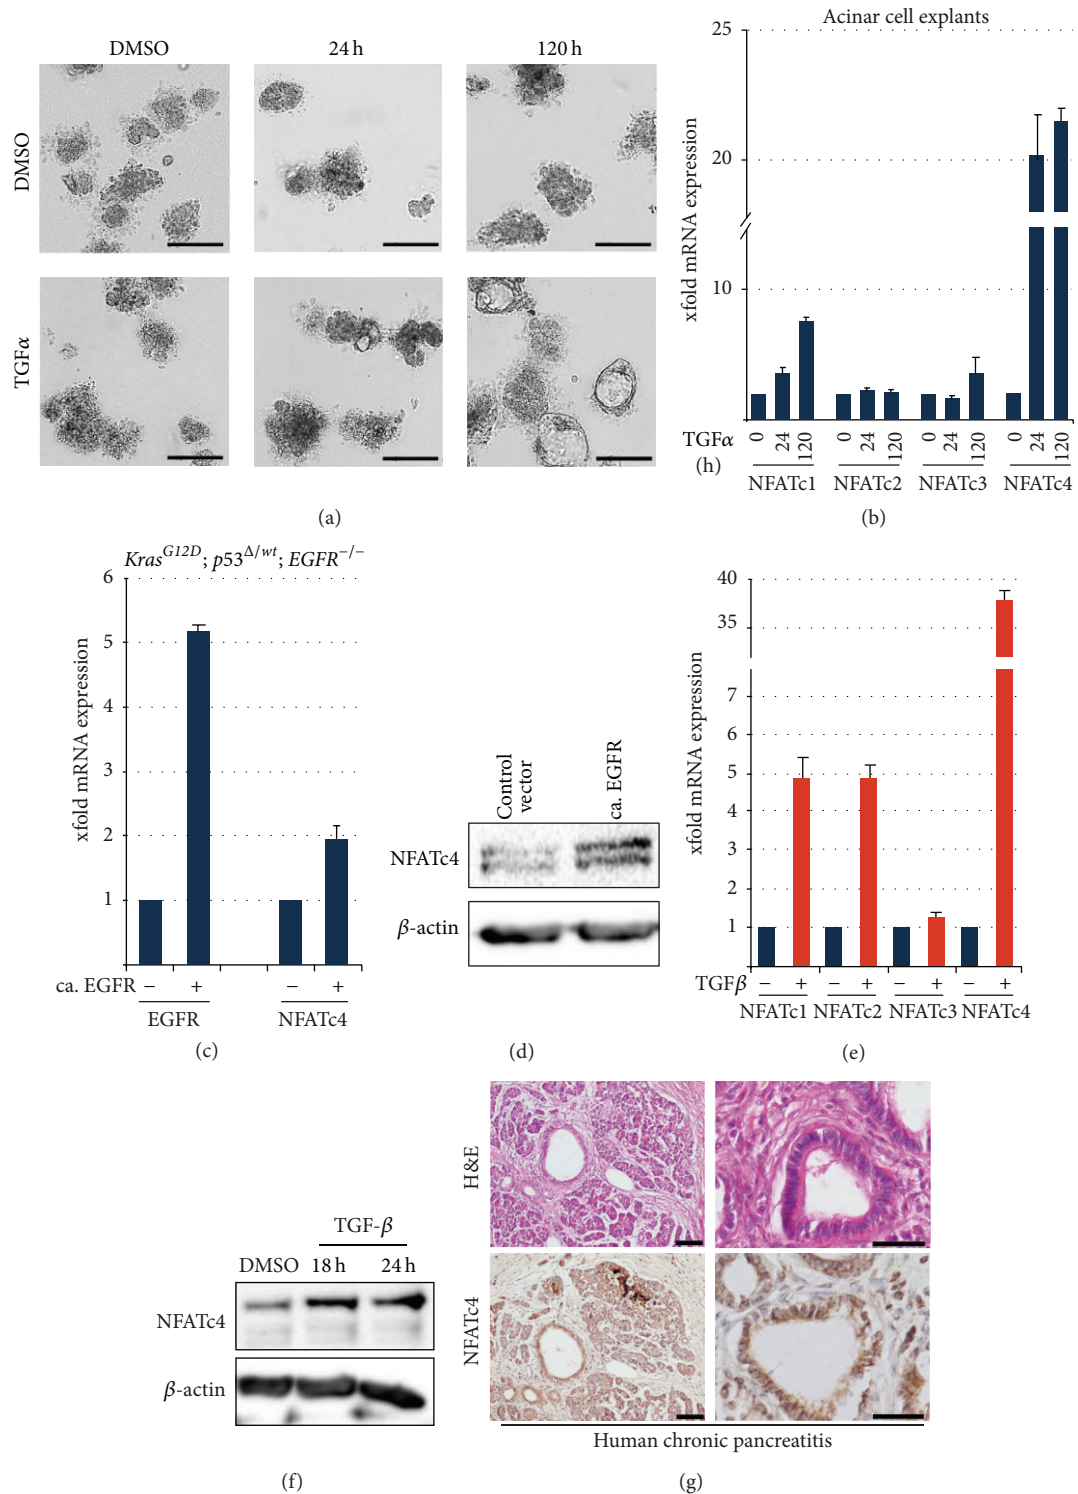 DMSO 24 h 120 h
DMSO
TGFα
(a)
Acinar cell explants
xfold mRNA expression
25
20
10
TGFα 0 24 120 0 24 120 0 24 120 0 24 120
(h)
NFATc1 NFATc2 NFATc3 NFATc4
(b)
Kras^G12D; p53^Δ/wt; EGFR^−/−
xfold mRNA expression
6
5
4
3
2
1
ca. EGFR − + − +
EGFR NFATc4
(c)
Control vector ca. EGFR
NFATc4
β-actin
(d)
xfold mRNA expression
40
35
7
6
5
4
3
2
1
TGFβ − + − + − + − +
NFATc1 NFATc2 NFATc3 NFATc4
(e)
TGF-β
DMSO 18 h 24 h
NFATc4
β-actin
(f)
H&E
NFATc4
Human chronic pancreatitis
(g)